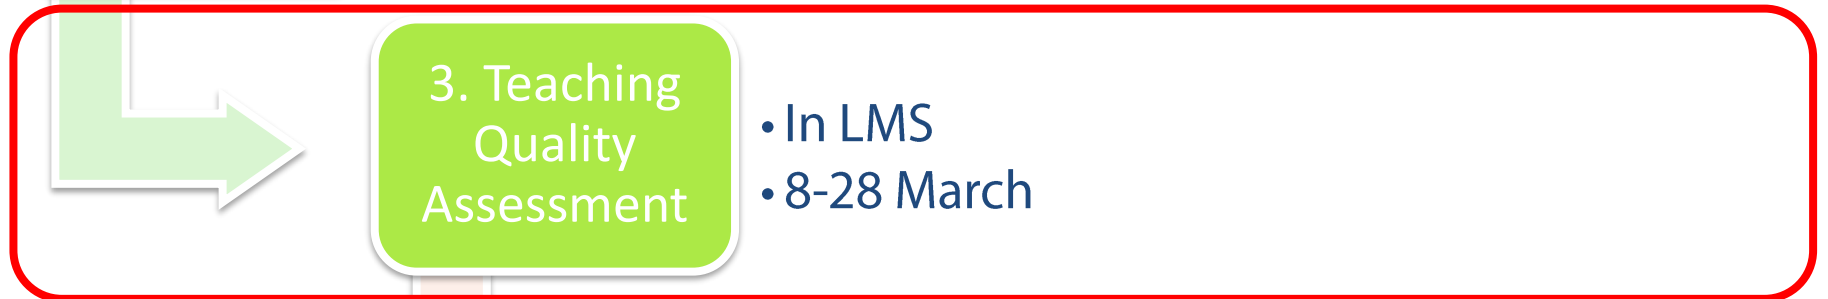 3. Teaching
Quality
Assessment
• In LMS
• 8-28 March